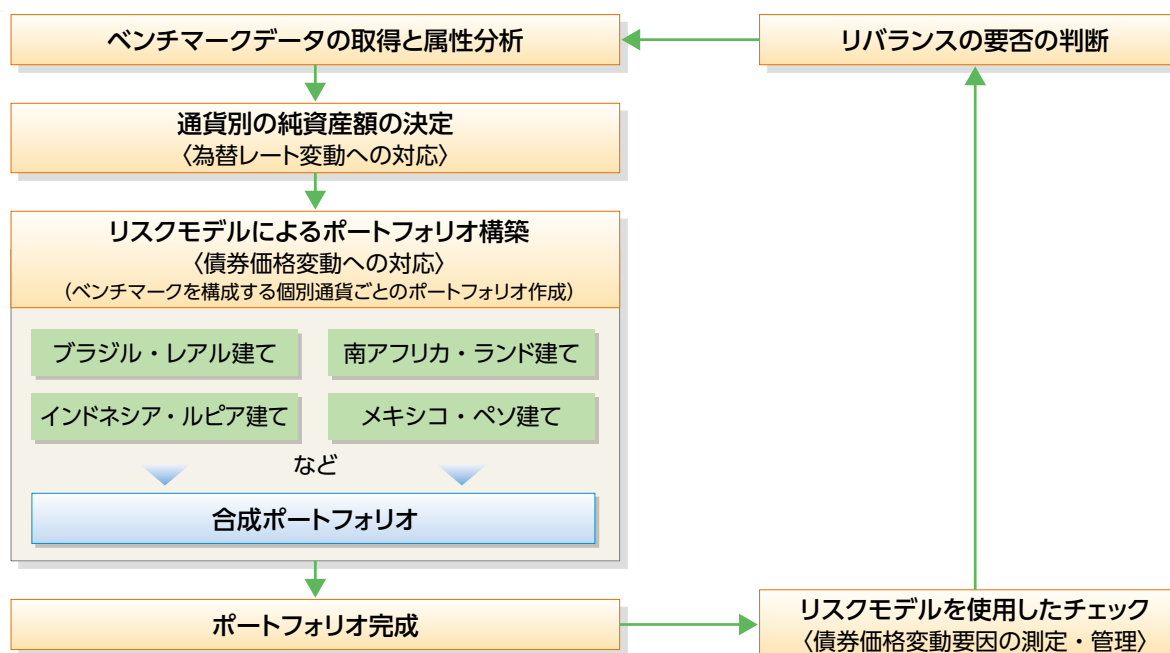 ベンチマークデータの取得と属性分析
リバランスの要否の判断
通貨別の純資産額の決定
〈為替レート変動への対応〉
リスクモデルによるポートフォリオ構築
〈債券価格変動への対応〉
（ベンチマークを構成する個別通貨ごとのポートフォリオ作成）
ブラジル・レアル建て
南アフリカ・ランド建て
インドネシア・ルピア建て
メキシコ・ペソ建て
など
合成ポートフォリオ
ポートフォリオ完成
リスクモデルを使用したチェック
〈債券価格変動要因の測定・管理〉